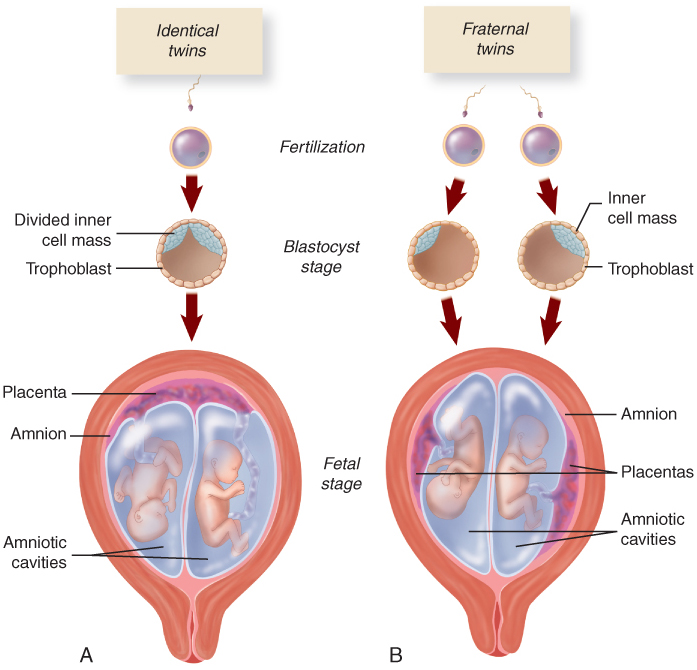 Identical
twins
Fraternal
twins
Fertilization
Divided inner
cell mass
Trophoblast
Blastocyst
stage
Inner
cell mass
Trophoblast
Placenta
Amnion
Amniotic
cavities
Fetal
stage
Amnion
Placentas
Amniotic
cavities
A
B